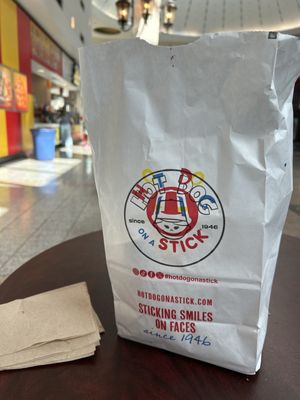 HOT DOG
since 1946
ON A
STICK
#hotdogonastick
HOTDOGONASTICK.COM
STICKING SMILES
ON FACES
since 1946